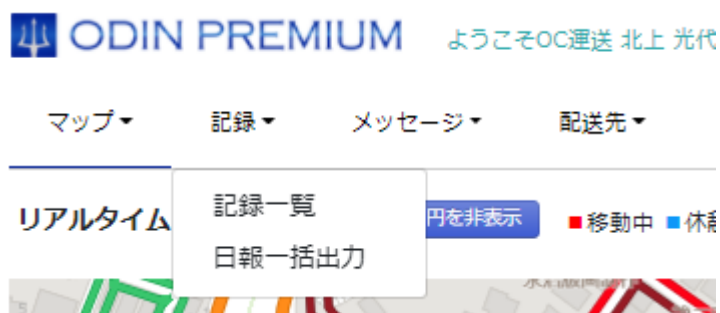 ODIN PREMIUM ようこそOC運送 北上 光代
マップ▾ 記録▾ メッセージ▾ 配送先▾
記録一覧
リアルタイム 円を非表示 ■移動中 ■休憩
日報一括出力